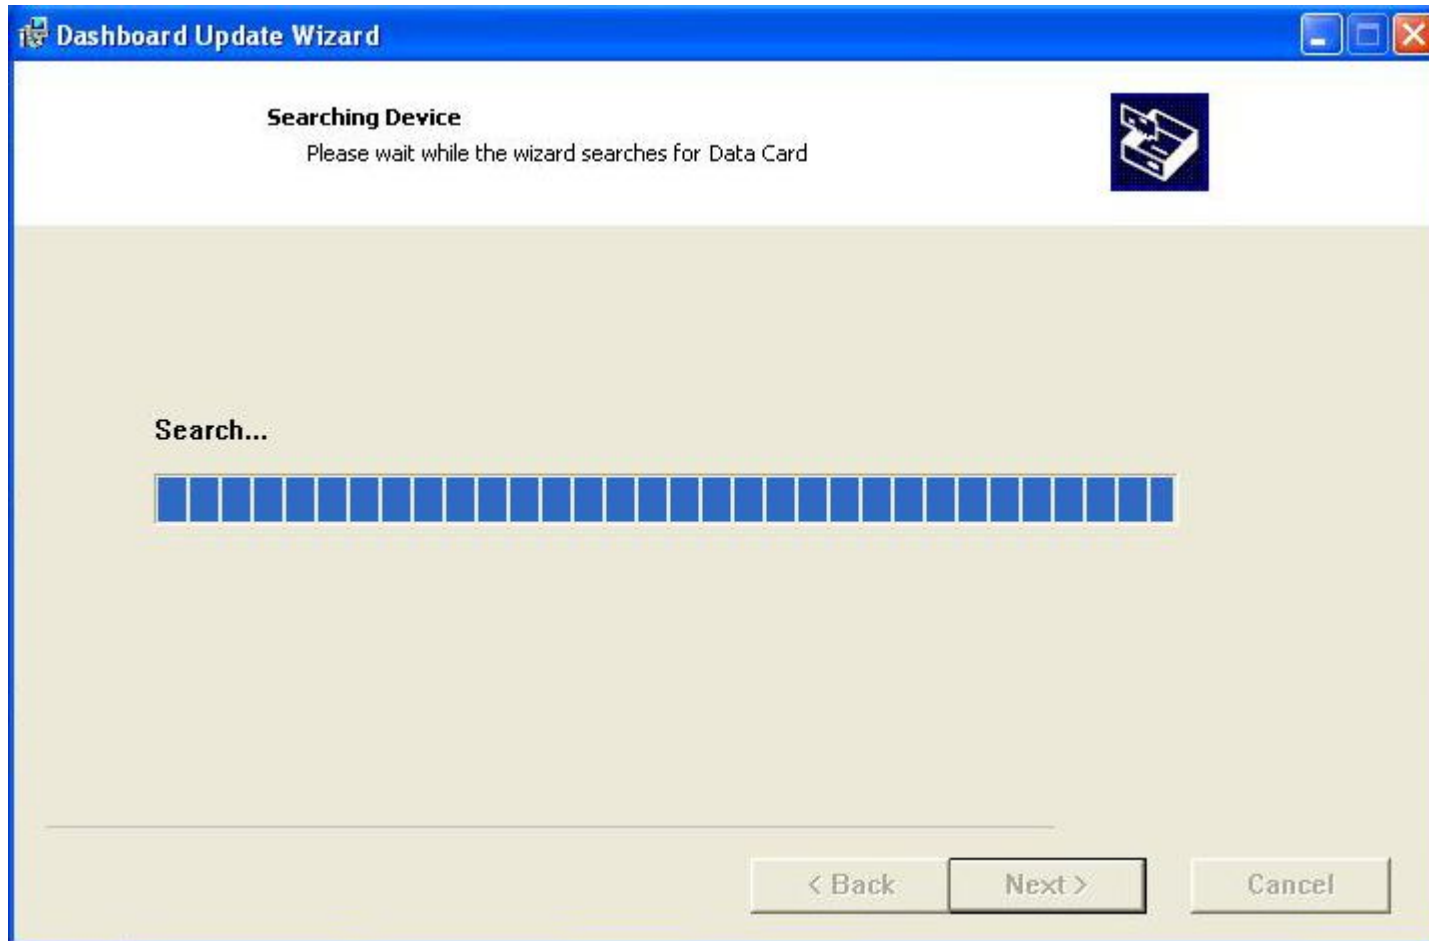 Dashboard Update Wizard
Searching Device
Please wait while the wizard searches for Data Card
Search...
< Back
Next >
Cancel